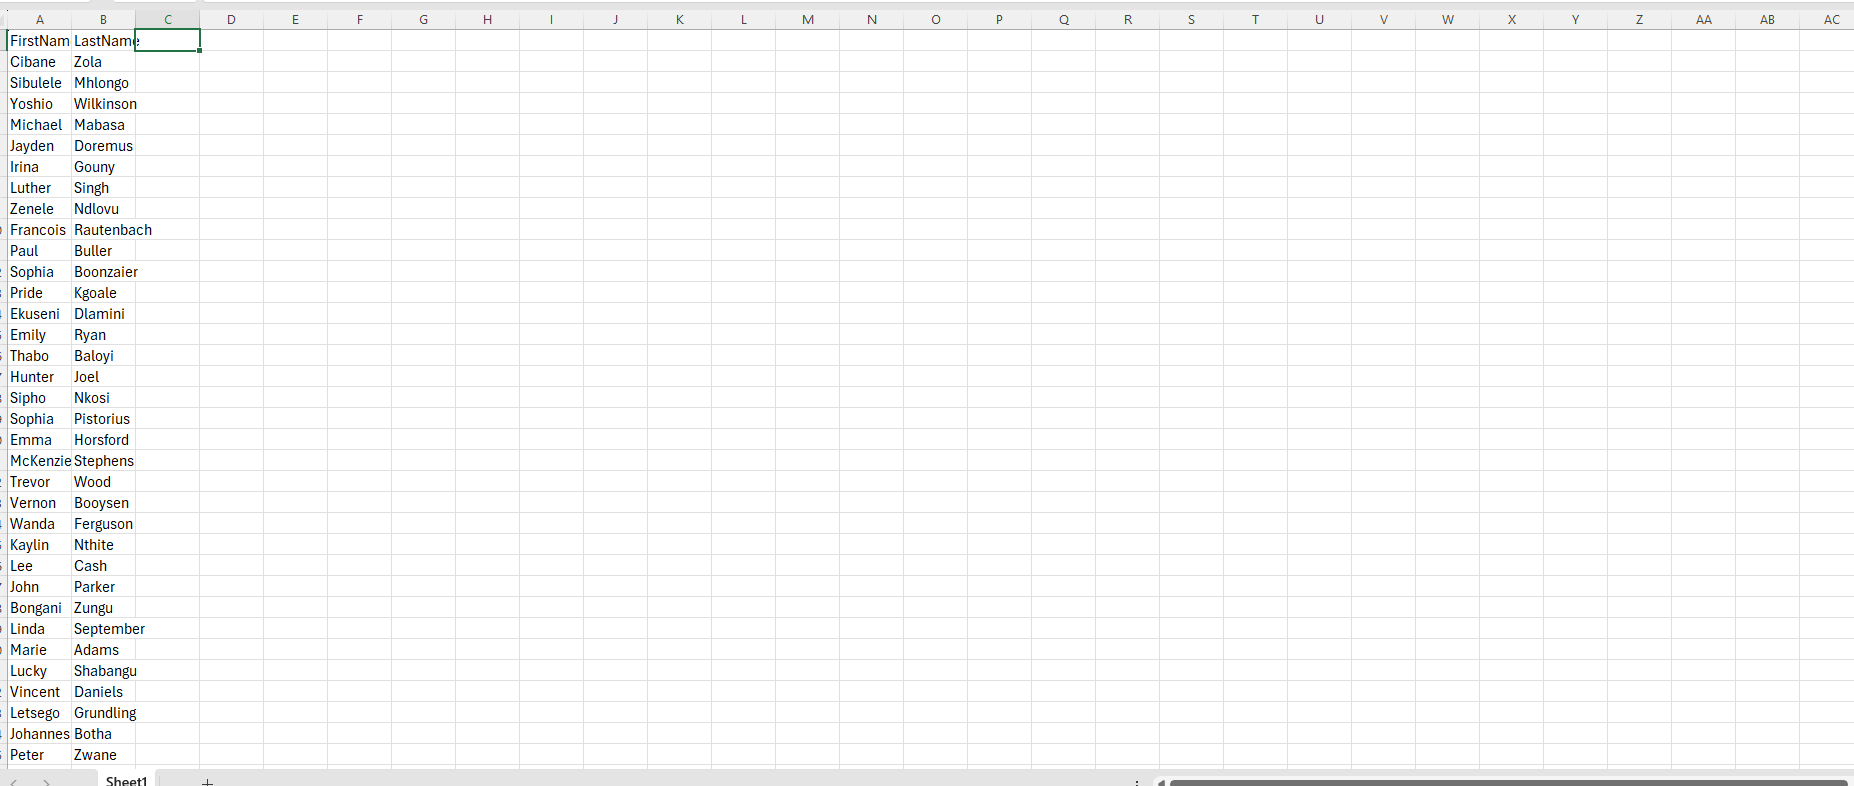 A B C D E F G H I J K L M N O P Q R S T U V W X Y Z AA AB AC
FirstNam LastName
Cibane Zola
Sibulele Mhlongo
Yoshio Wilkinson
Michael Mabasa
Jayden Doremus
Irina Gouny
Luther Singh
Zenele Ndlovu
Francois Rautenbach
Paul Buller
Sophia Boonzaier
Pride Kgoale
Ekuseni Dlamini
Emily Ryan
Thabo Baloyi
Hunter Joel
Sipho Nkosi
Sophia Pistorius
Emma Horsford
McKenzie Stephens
Trevor Wood
Vernon Booysen
Wanda Ferguson
Kaylin Nthite
Lee Cash
John Parker
Bongani Zungu
Linda September
Marie Adams
Lucky Shabangu
Vincent Daniels
Letsego Grundling
Johannes Botha
Peter Zwane
Sheet1